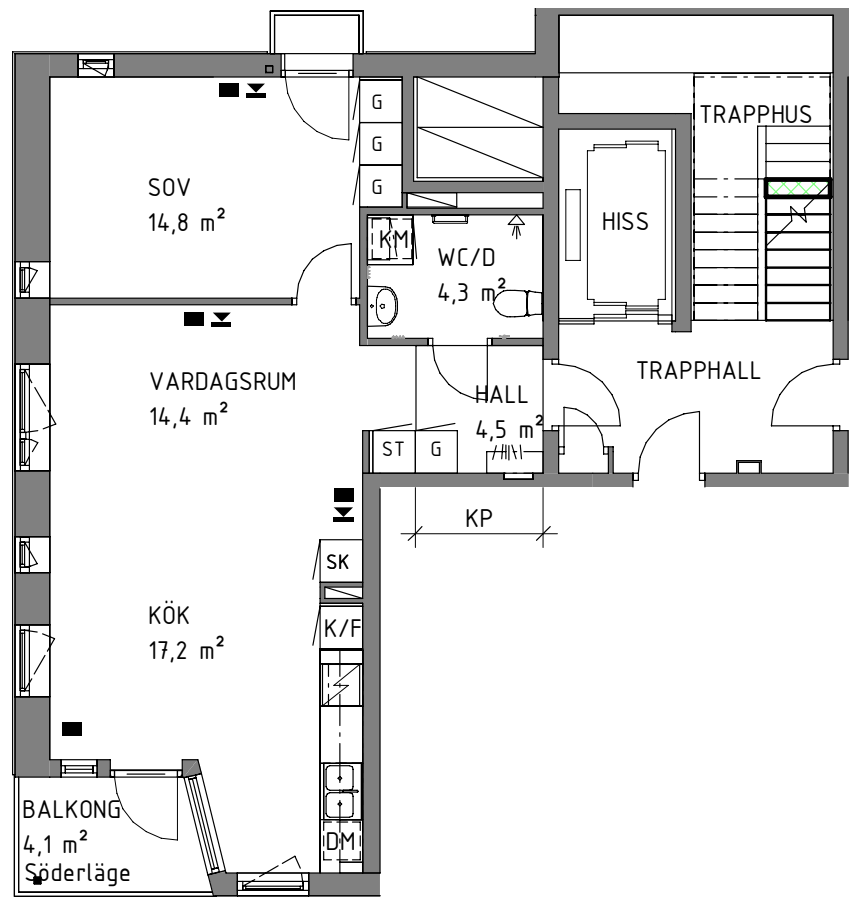 TRAPPHUS
G
G
G
SOV
14,8 m²
HISS
KM
WC/D
4,3 m²
VARDAGSRUM
14,4 m²
TRAPPHALL
HALL
4,5 m²
ST
G
KP
SK
KÖK
17,2 m²
K/F
BALKONG
4,1 m²
Söderläge
DM